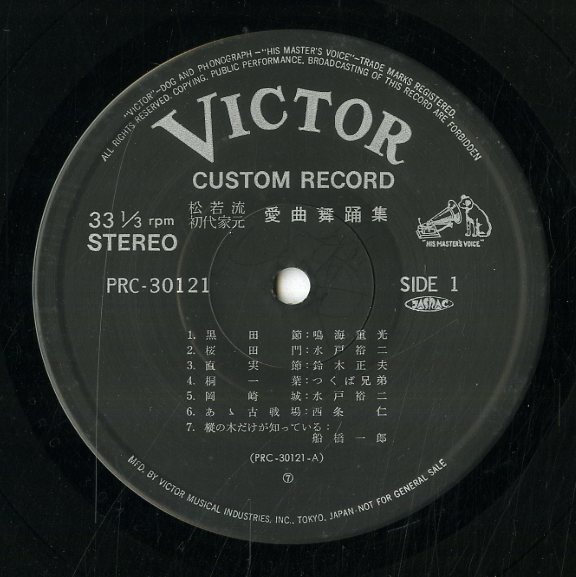 "VICTOR"—DOG AND PHONOGRAPH—"HIS MASTER'S VOICE"—TRADE MARKS REGISTERED.
ALL RIGHTS RESERVED. COPYING, PUBLIC PERFORMANCE, BROADCASTING OF THIS RECORD ARE FORBIDDEN
VICTOR
CUSTOM RECORD
松若流
初代家元
愛曲舞踊集
33 1/3 rpm
STEREO
"HIS MASTER'S VOICE"
PRC-30121
SIDE 1
JASRAC
1. 黒田節：鳴海重光
2. 桜田門：水戸裕二
3. 直実節：鈴木正夫
4. 桐一葉：つくば兄弟
5. 岡崎城：水戸裕二
6. あゝ古戦場：西条仁
7. 樅の木だけが知っている：
船橋一郎
(PRC-30121-A)
⑦
MFD. BY VICTOR MUSICAL INDUSTRIES, INC., TOKYO, JAPAN-NOT FOR GENERAL SALE